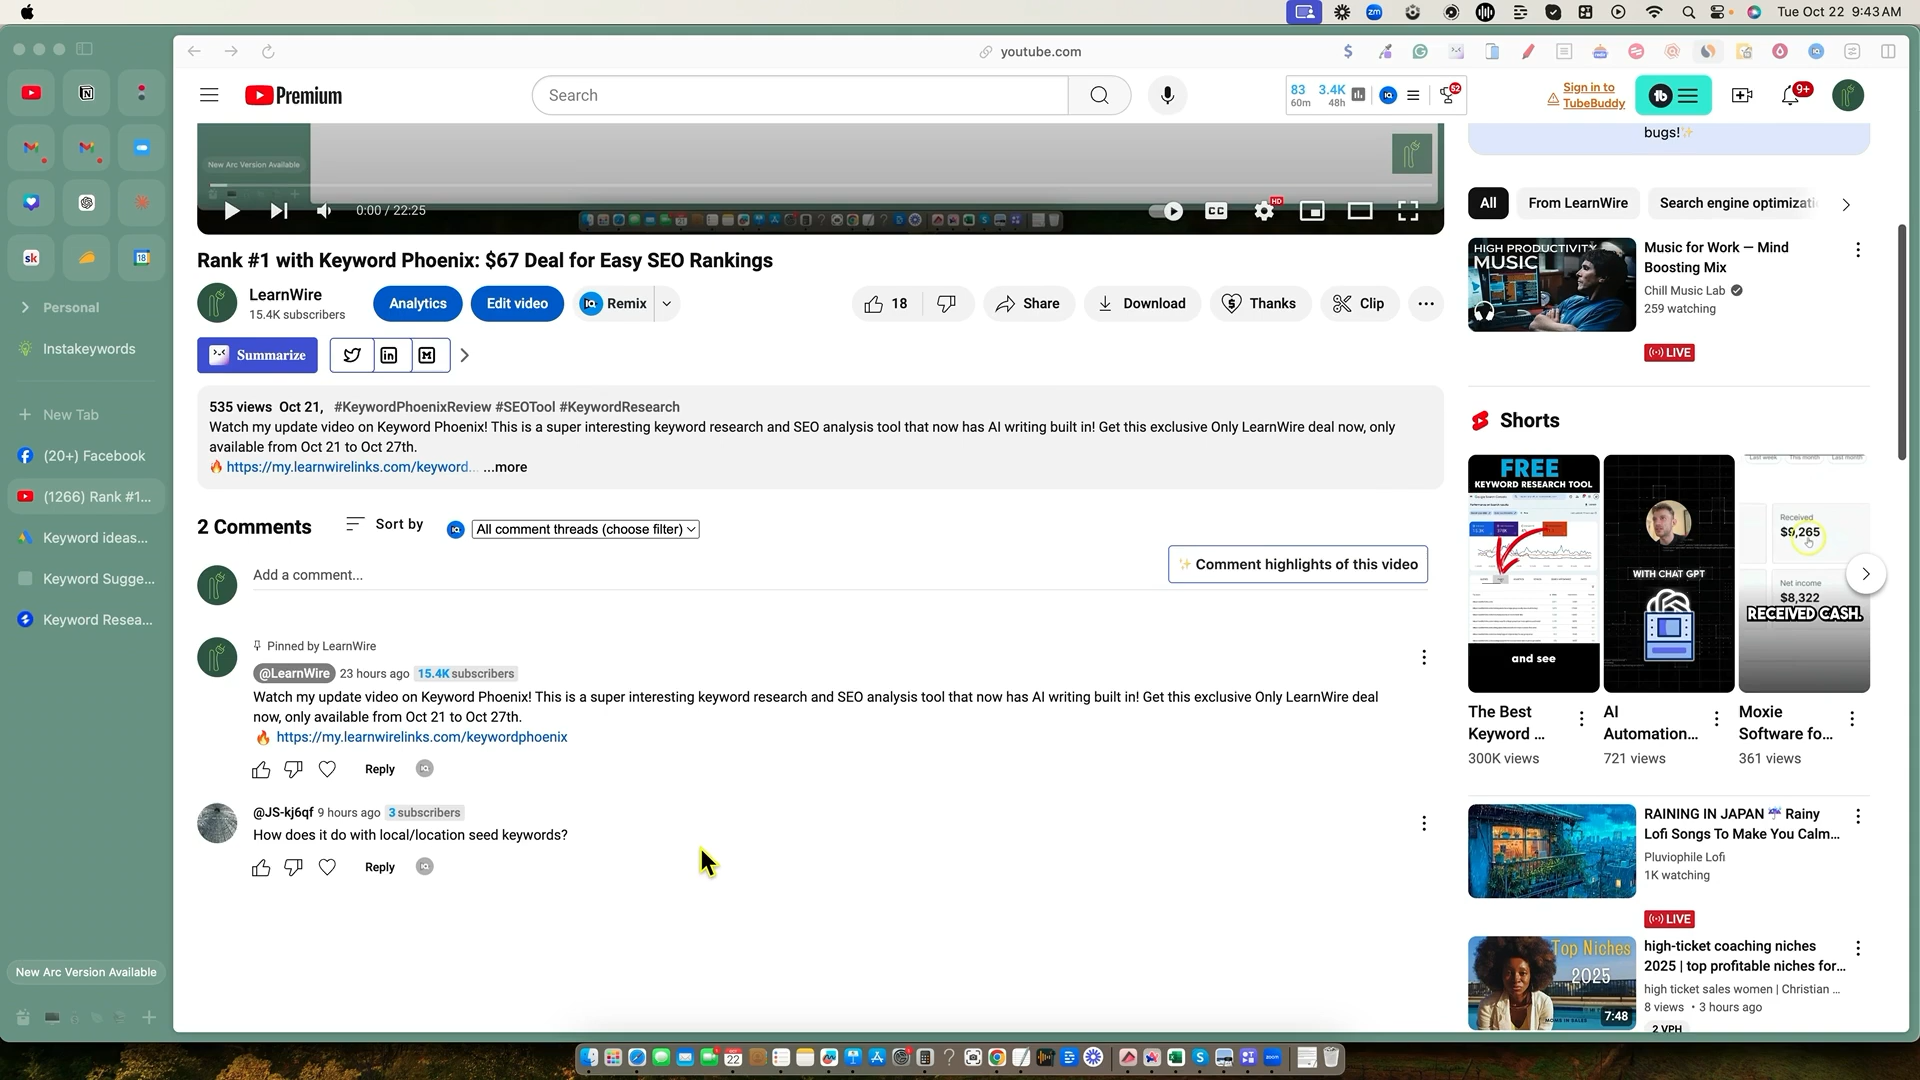 Tue Oct 22 9:43 AM
youtube.com
Premium
Search
83
60m
3.4K
48h
52
Sign in to
TubeBuddy
9+
bugs!✨
New Arc Version Available
0:00 / 22:25
CC
HD
All
From LearnWire
Search engine optimizati
Rank #1 with Keyword Phoenix: $67 Deal for Easy SEO Rankings
LearnWire
15.4K subscribers
Analytics
Edit video
Remix
18
Share
Download
Thanks
Clip
Summarize
535 views Oct 21, #KeywordPhoenixReview #SEOTool #KeywordResearch
Watch my update video on Keyword Phoenix! This is a super interesting keyword research and SEO analysis tool that now has AI writing built in! Get this exclusive Only LearnWire deal now, only
available from Oct 21 to Oct 27th.
🔥 https://my.learnwirelinks.com/keyword... ...more
2 Comments
Sort by
All comment threads (choose filter)
✨ Comment highlights of this video
Add a comment...
Pinned by LearnWire
@LearnWire 23 hours ago 15.4K subscribers
Watch my update video on Keyword Phoenix! This is a super interesting keyword research and SEO analysis tool that now has AI writing built in! Get this exclusive Only LearnWire deal
now, only available from Oct 21 to Oct 27th.
🔥 https://my.learnwirelinks.com/keywordphoenix
Reply
@JS-kj6qf 9 hours ago 3 subscribers
How does it do with local/location seed keywords?
Reply
HIGH PRODUCTIVITY
MUSIC
Music for Work — Mind
Boosting Mix
Chill Music Lab
259 watching
LIVE
Shorts
FREE
KEYWORD RESEARCH TOOL
and see
WITH CHAT GPT
Last week
This month
Last month
Received
$9,265
Net income
$8,322
RECEIVED CASH.
The Best
Keyword ...
300K views
AI
Automation...
721 views
Moxie
Software fo...
361 views
RAINING IN JAPAN ☔ Rainy
Lofi Songs To Make You Calm...
Pluviophile Lofi
1K watching
LIVE
Top Niches
2025
7:48
high-ticket coaching niches
2025 | top profitable niches for...
high ticket sales women | Christian ...
8 views • 3 hours ago
2 VPH
sk
18
Personal
Instakeywords
New Tab
(20+) Facebook
(1266) Rank #1...
Keyword ideas...
Keyword Sugge...
Keyword Resea...
New Arc Version Available
22